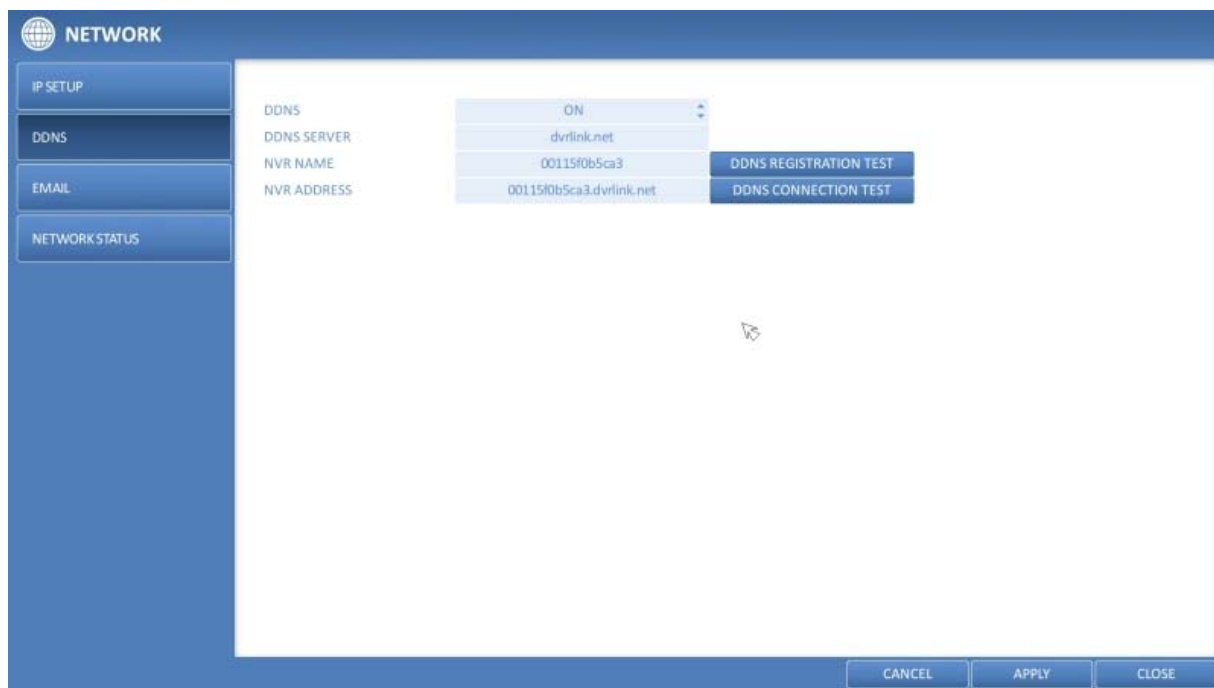 NETWORK
IP SETUP
DDNS
EMAIL
NETWORK STATUS
DDNS ON
DDNS SERVER dvrlink.net
NVR NAME 00115f0b5ca3 DDNS REGISTRATION TEST
NVR ADDRESS 00115f0b5ca3.dvrlink.net DDNS CONNECTION TEST
CANCEL APPLY CLOSE